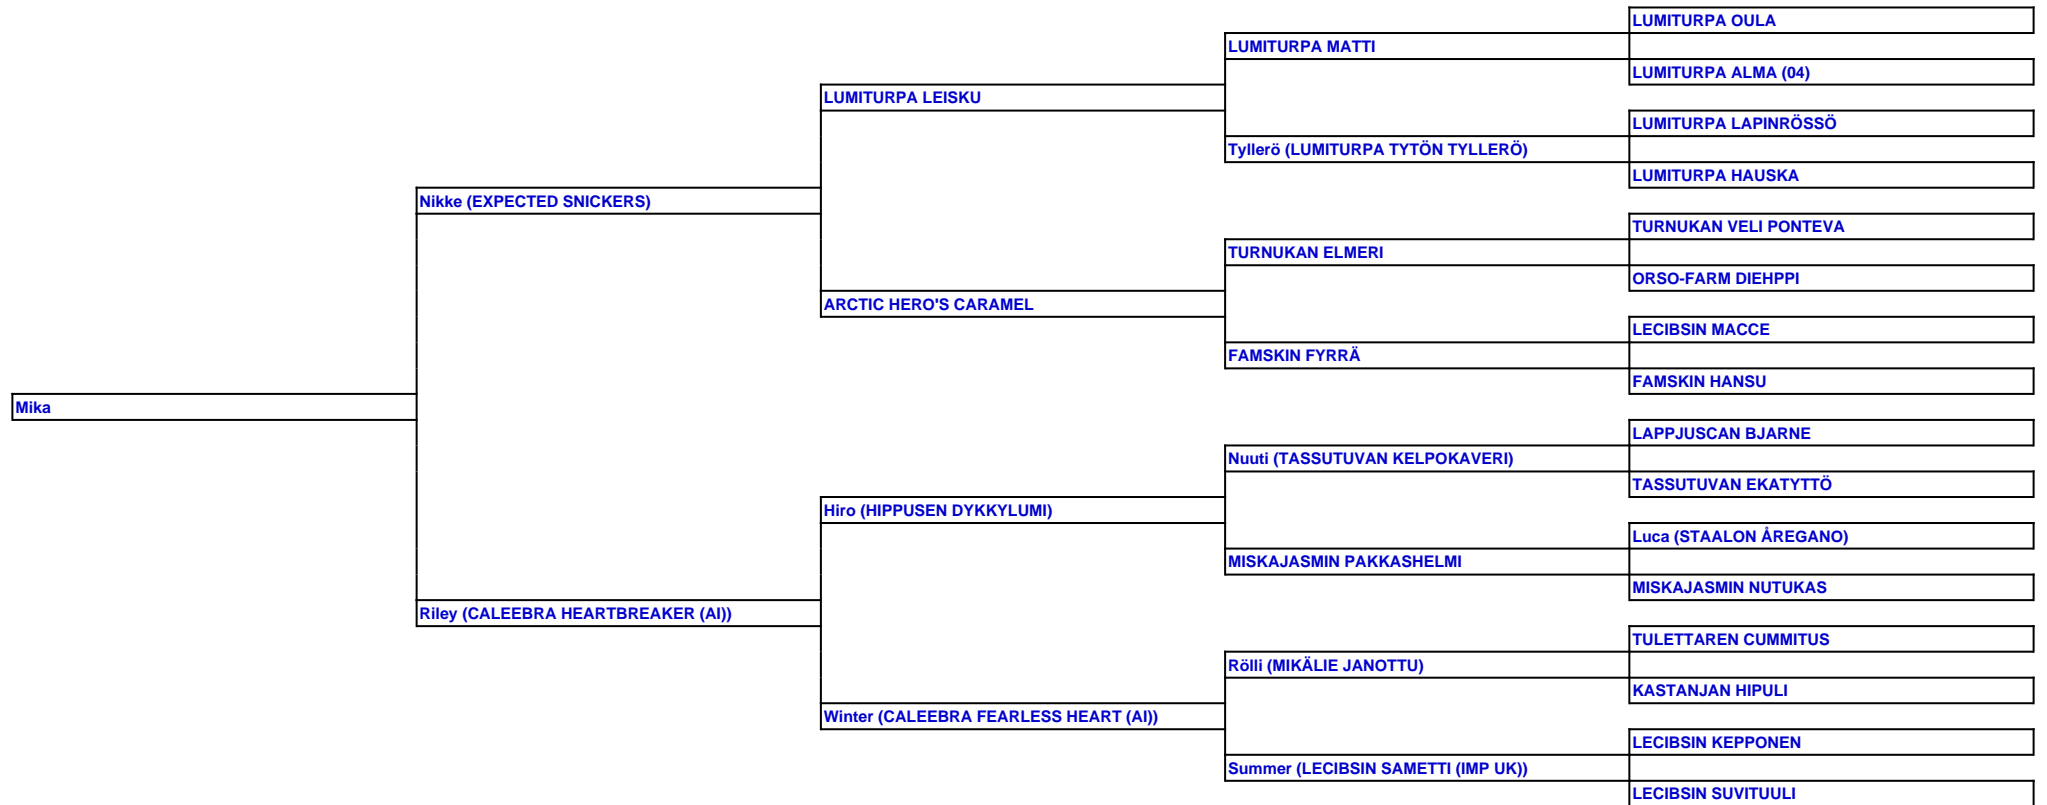 LUMITURPA OULA
LUMITURPA MATTI
LUMITURPA ALMA (04)
LUMITURPA LEISKU
LUMITURPA LAPINRÖSSÖ
Tyllerö (LUMITURPA TYTÖN TYLLERÖ)
LUMITURPA HAUSKA
Nikke (EXPECTED SNICKERS)
TURNUKAN VELI PONTEVA
TURNUKAN ELMERI
ORSO-FARM DIEHPPI
ARCTIC HERO'S CARAMEL
LECIBSIN MACCE
FAMSKIN FYRRÄ
FAMSKIN HANSU
Mika
LAPPJUSCAN BJARNE
Nuuti (TASSUTUVAN KELPOKAVERI)
TASSUTUVAN EKATYTTÖ
Hiro (HIPPUSEN DYKKYLUMI)
Luca (STAALON ÅREGANO)
MISKAJASMIN PAKKASHELMI
MISKAJASMIN NUTUKAS
Riley (CALEEBRA HEARTBREAKER (AI))
TULETTAREN CUMMITUS
Rölli (MIKÄLIE JANOTTU)
KASTANJAN HIPULI
Winter (CALEEBRA FEARLESS HEART (AI))
LECIBSIN KEPPONEN
Summer (LECIBSIN SAMETTI (IMP UK))
LECIBSIN SUVITUULI